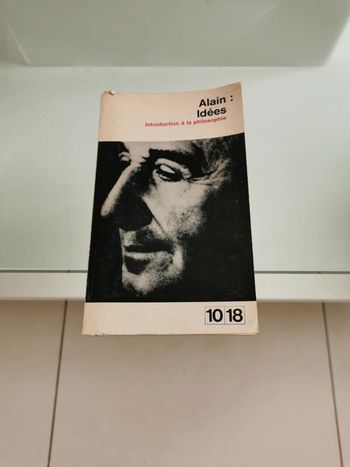 Alain :
Idées
Introduction à la philosophie
10 18